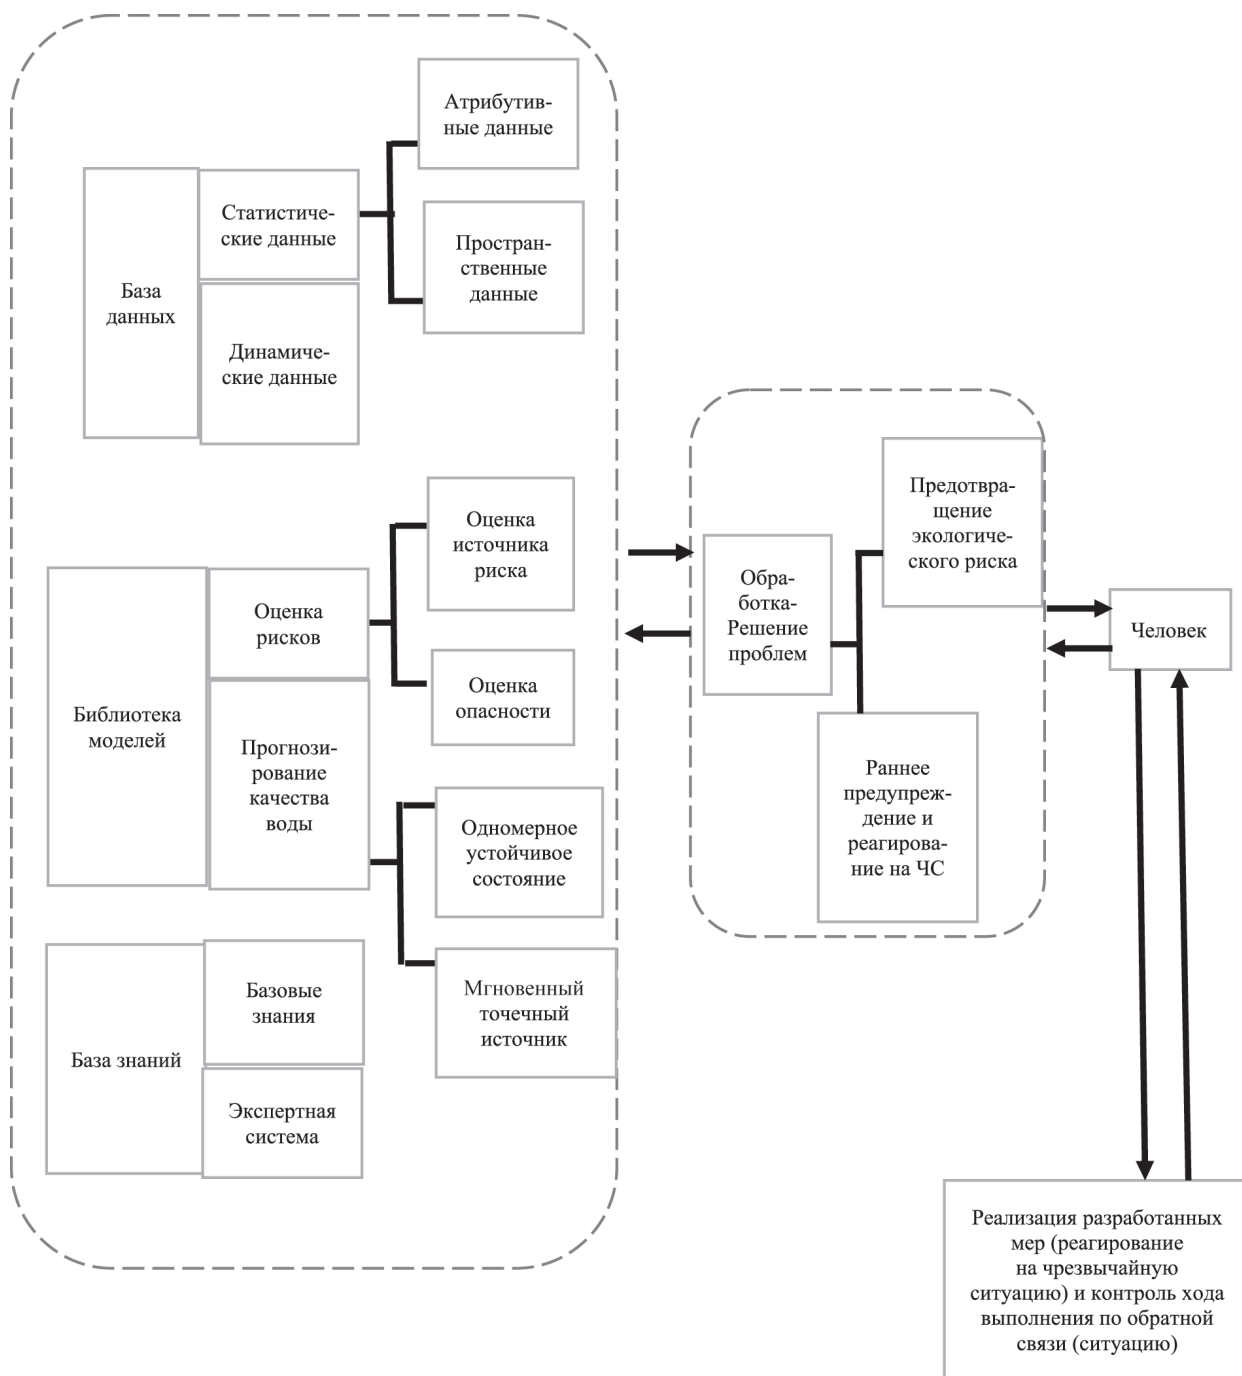 Атрибутив-
ные данные
Статистиче-
ские данные
Простран-
ственные
данные
База
данных
Динамиче-
ские данные
Оценка
источника
риска
Оценка
рисков
Оценка
опасности
Библиотека
моделей
Прогнози-
рование
качества
воды
Одномерное
устойчивое
состояние
Мгновенный
точечный
источник
База знаний
Базовые
знания
Экспертная
система
Обра-
ботка-
Решение
проблем
Предотвра-
щение
экологиче-
ского риска
Раннее
предупреж-
дение и
реагирова-
ние на ЧС
Человек
Реализация разработанных
мер (реагирование
на чрезвычайную
ситуацию) и контроль хода
выполнения по обратной
связи (ситуацию)